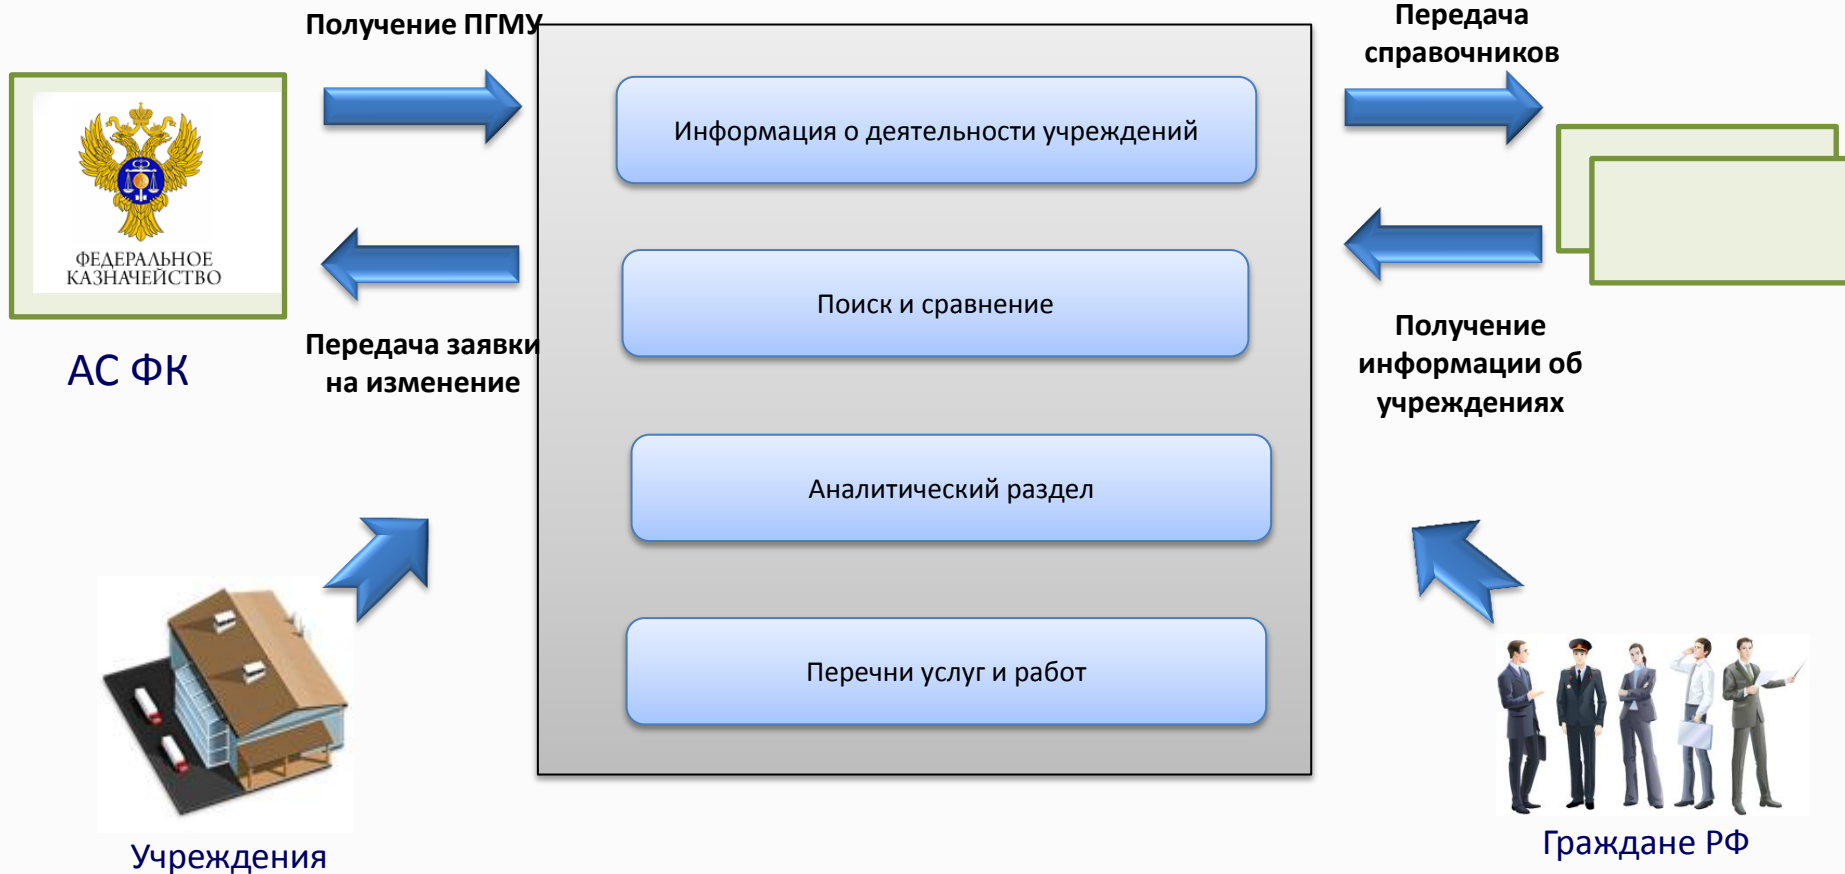 Получение ПГМУ
Передача
справочников
ФЕДЕРАЛЬНОЕ
КАЗНАЧЕЙСТВО
АС ФК
Передача заявки
на изменение
Информация о деятельности учреждений
Поиск и сравнение
Аналитический раздел
Перечни услуг и работ
Получение
информации об
учреждениях
Учреждения
Граждане РФ